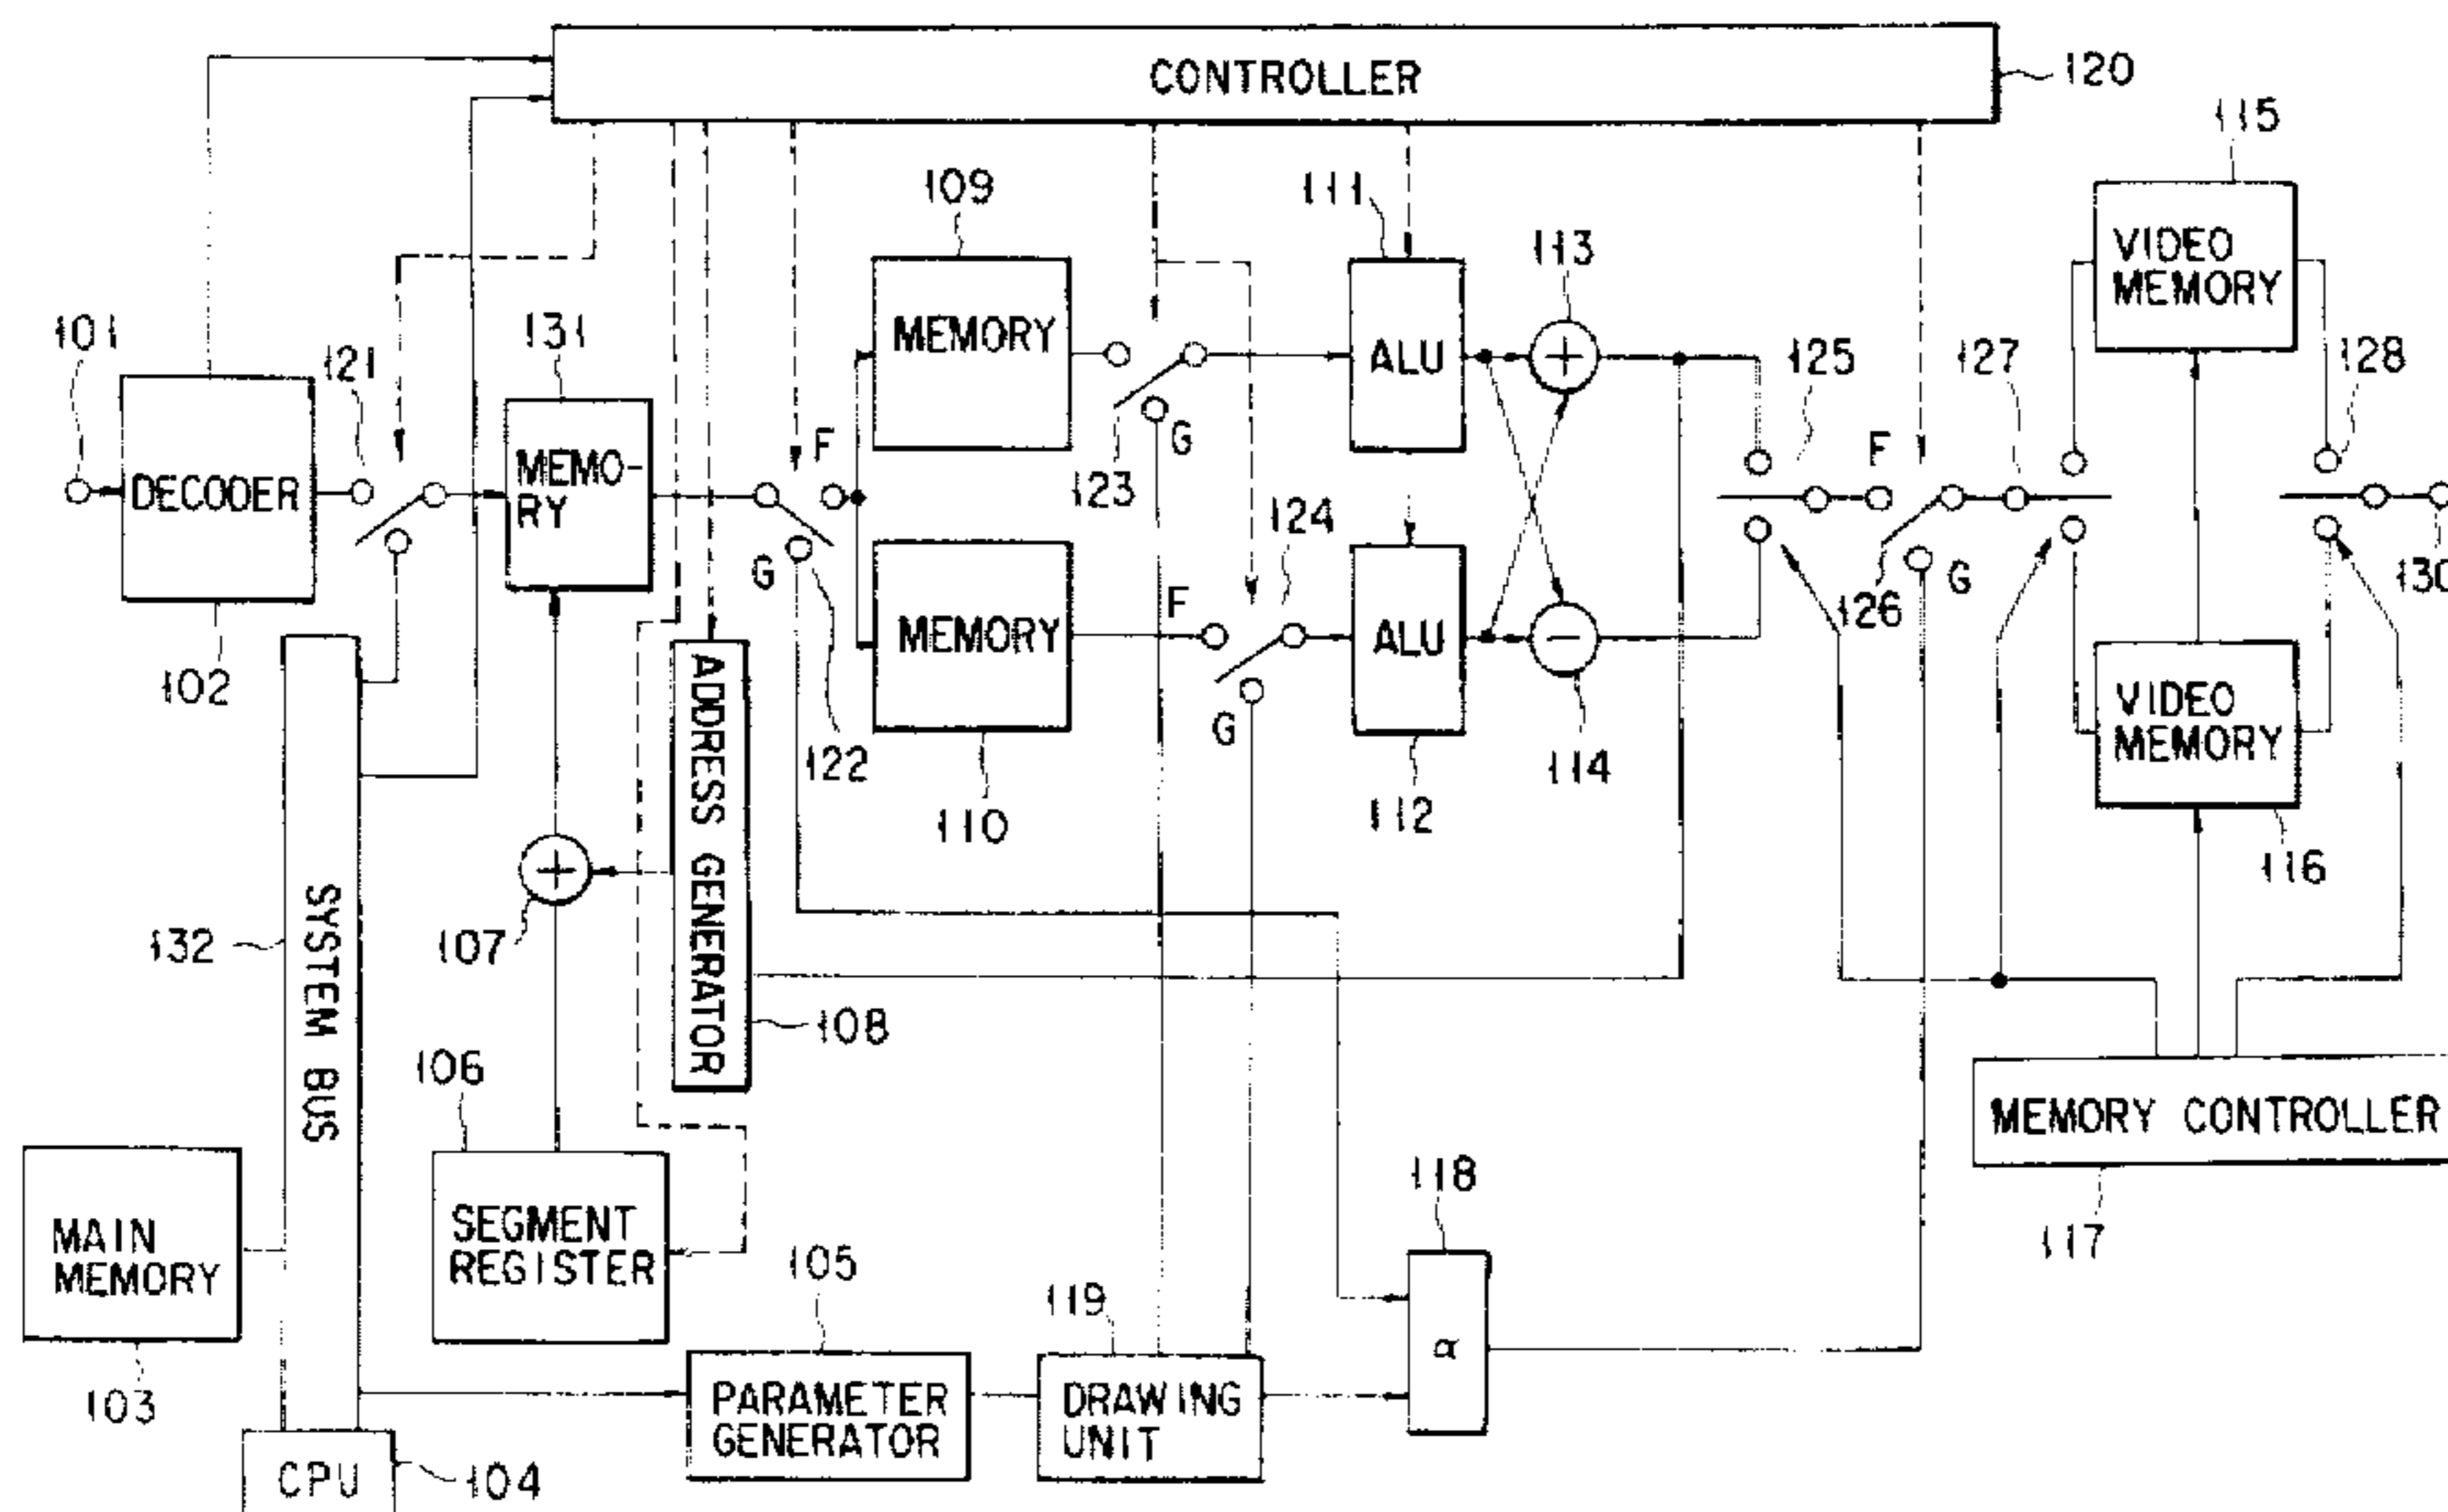 CONTROLLER
120
115
109
111
113
VIDEO
MEMORY
101
121
131
MEMORY
ALU
125
127
128
F
G
123
F
DECODER
MEMO-
RY
G
124
126
G
130
102
122
MEMORY
110
F
G
ALU
112
114
VIDEO
MEMORY
116
ADDRESS GENERATOR
107
132
SYSTEM BUS
108
106
MEMORY CONTROLLER
117
118
MAIN
MEMORY
103
SEGMENT
REGISTER
105
119
α
PARAMETER
GENERATOR
DRAWING
UNIT
CPU
104